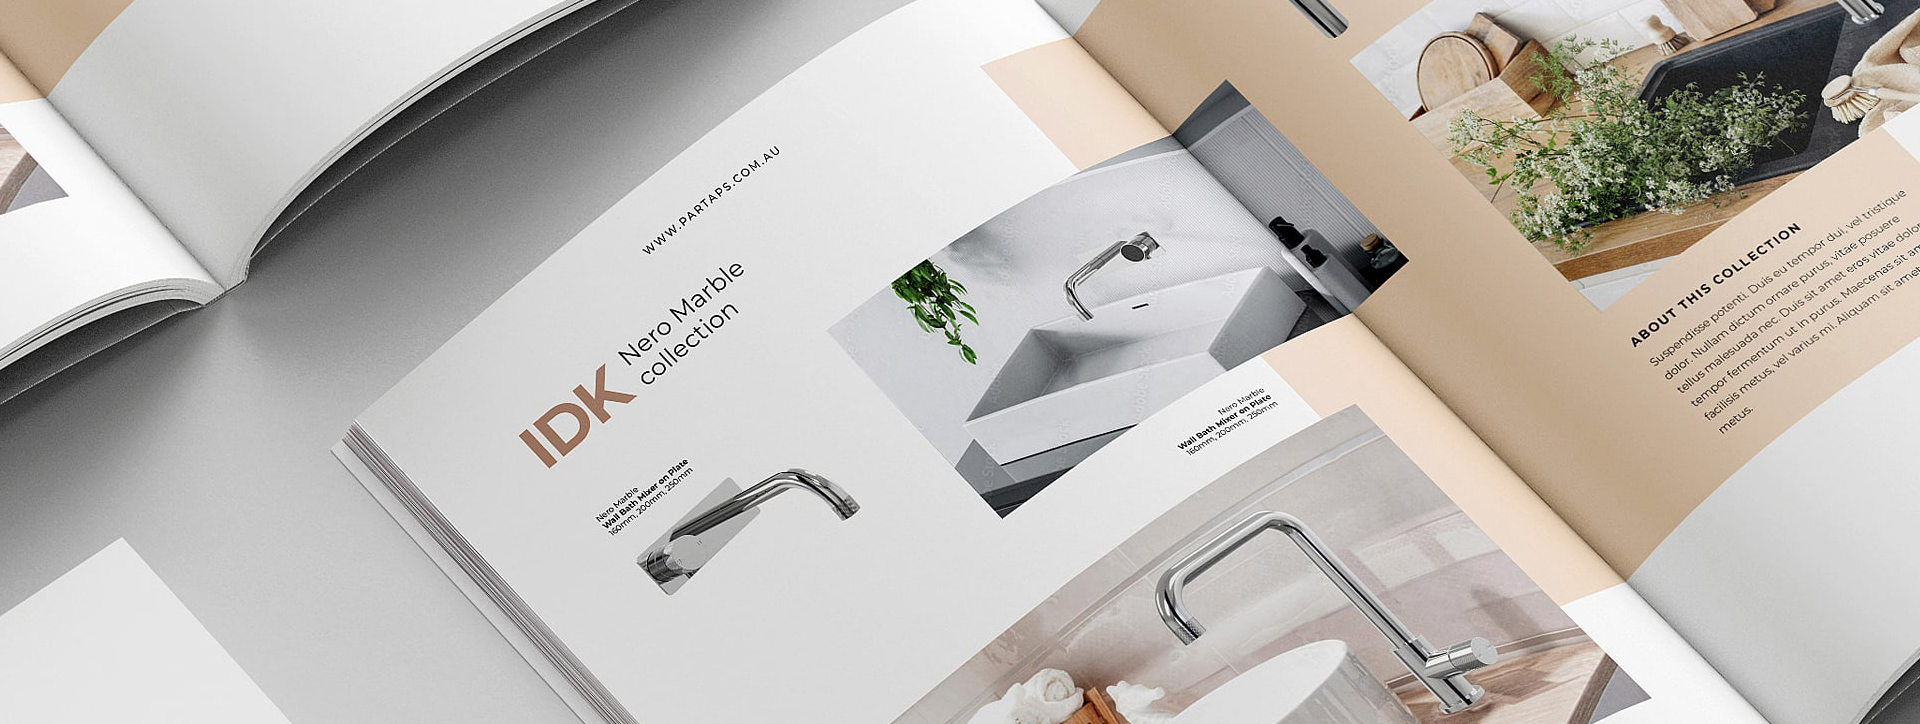 WWW.PARTAPS.COM.AU
IDK
Nero Marble
collection
Nero Marble
Wall Bath Mixer on Plate
160mm, 200mm, 250mm
Nero Marble
Wall Bath Mixer on Plate
160mm, 200mm, 250mm
ABOUT THIS COLLECTION
Suspendisse potenti. Duis eu tempor dui, vel tristique
dolor. Nullam dictum ornare purus, vitae posuere
tellus malesuada nec. Duis sit amet eros vitae dolor
tempor fermentum ut in purus. Maecenas sit
facilisis metus, vel varius mi. Aliquam sit
metus.